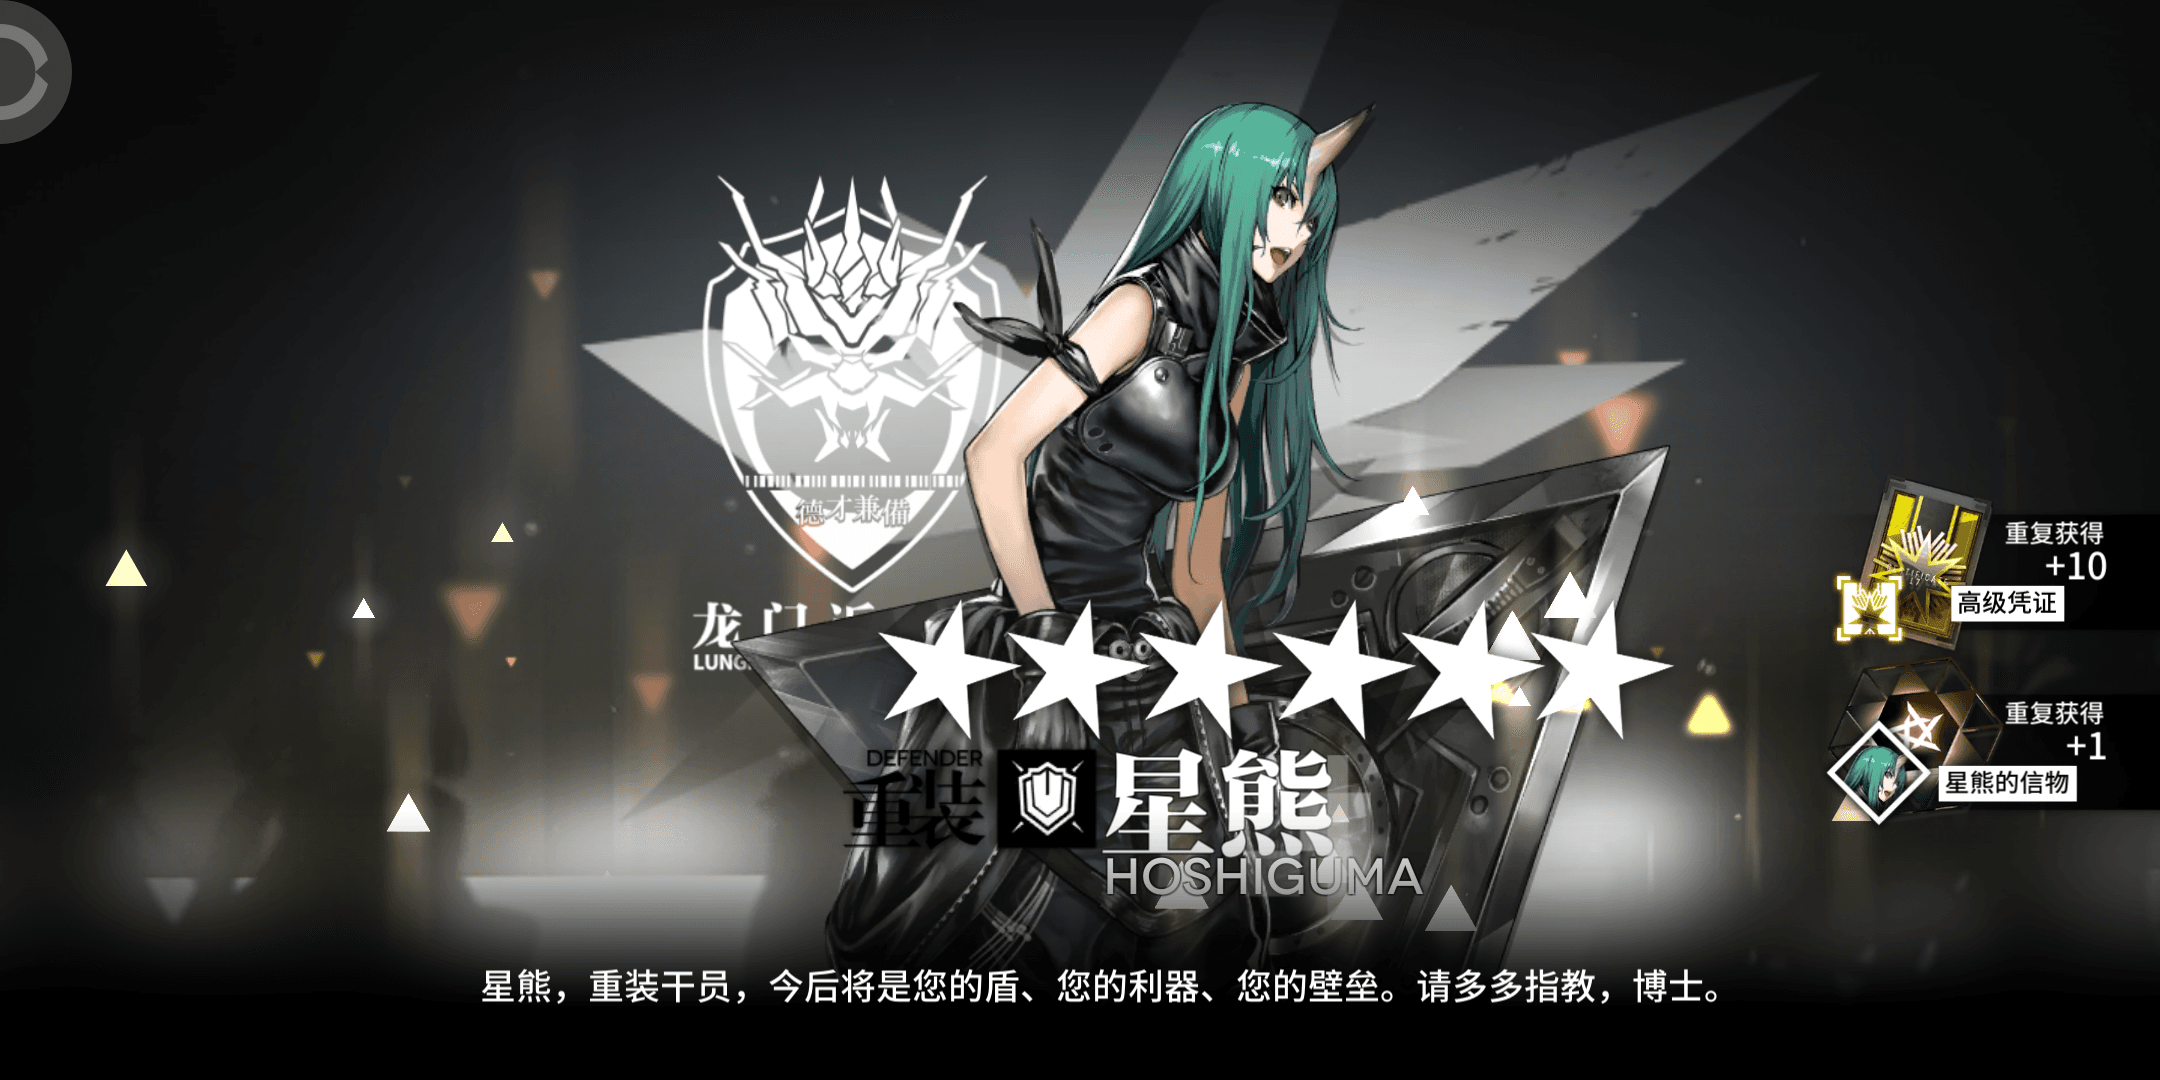 德才兼備
龙门近
LUNG
DEFENDER
重装
星熊
HOSHIGUMA
重复获得
+10
高级凭证
重复获得
+1
星熊的信物
星熊，重装干员，今后将是您的盾、您的利器、您的壁垒。请多多指教，博士。